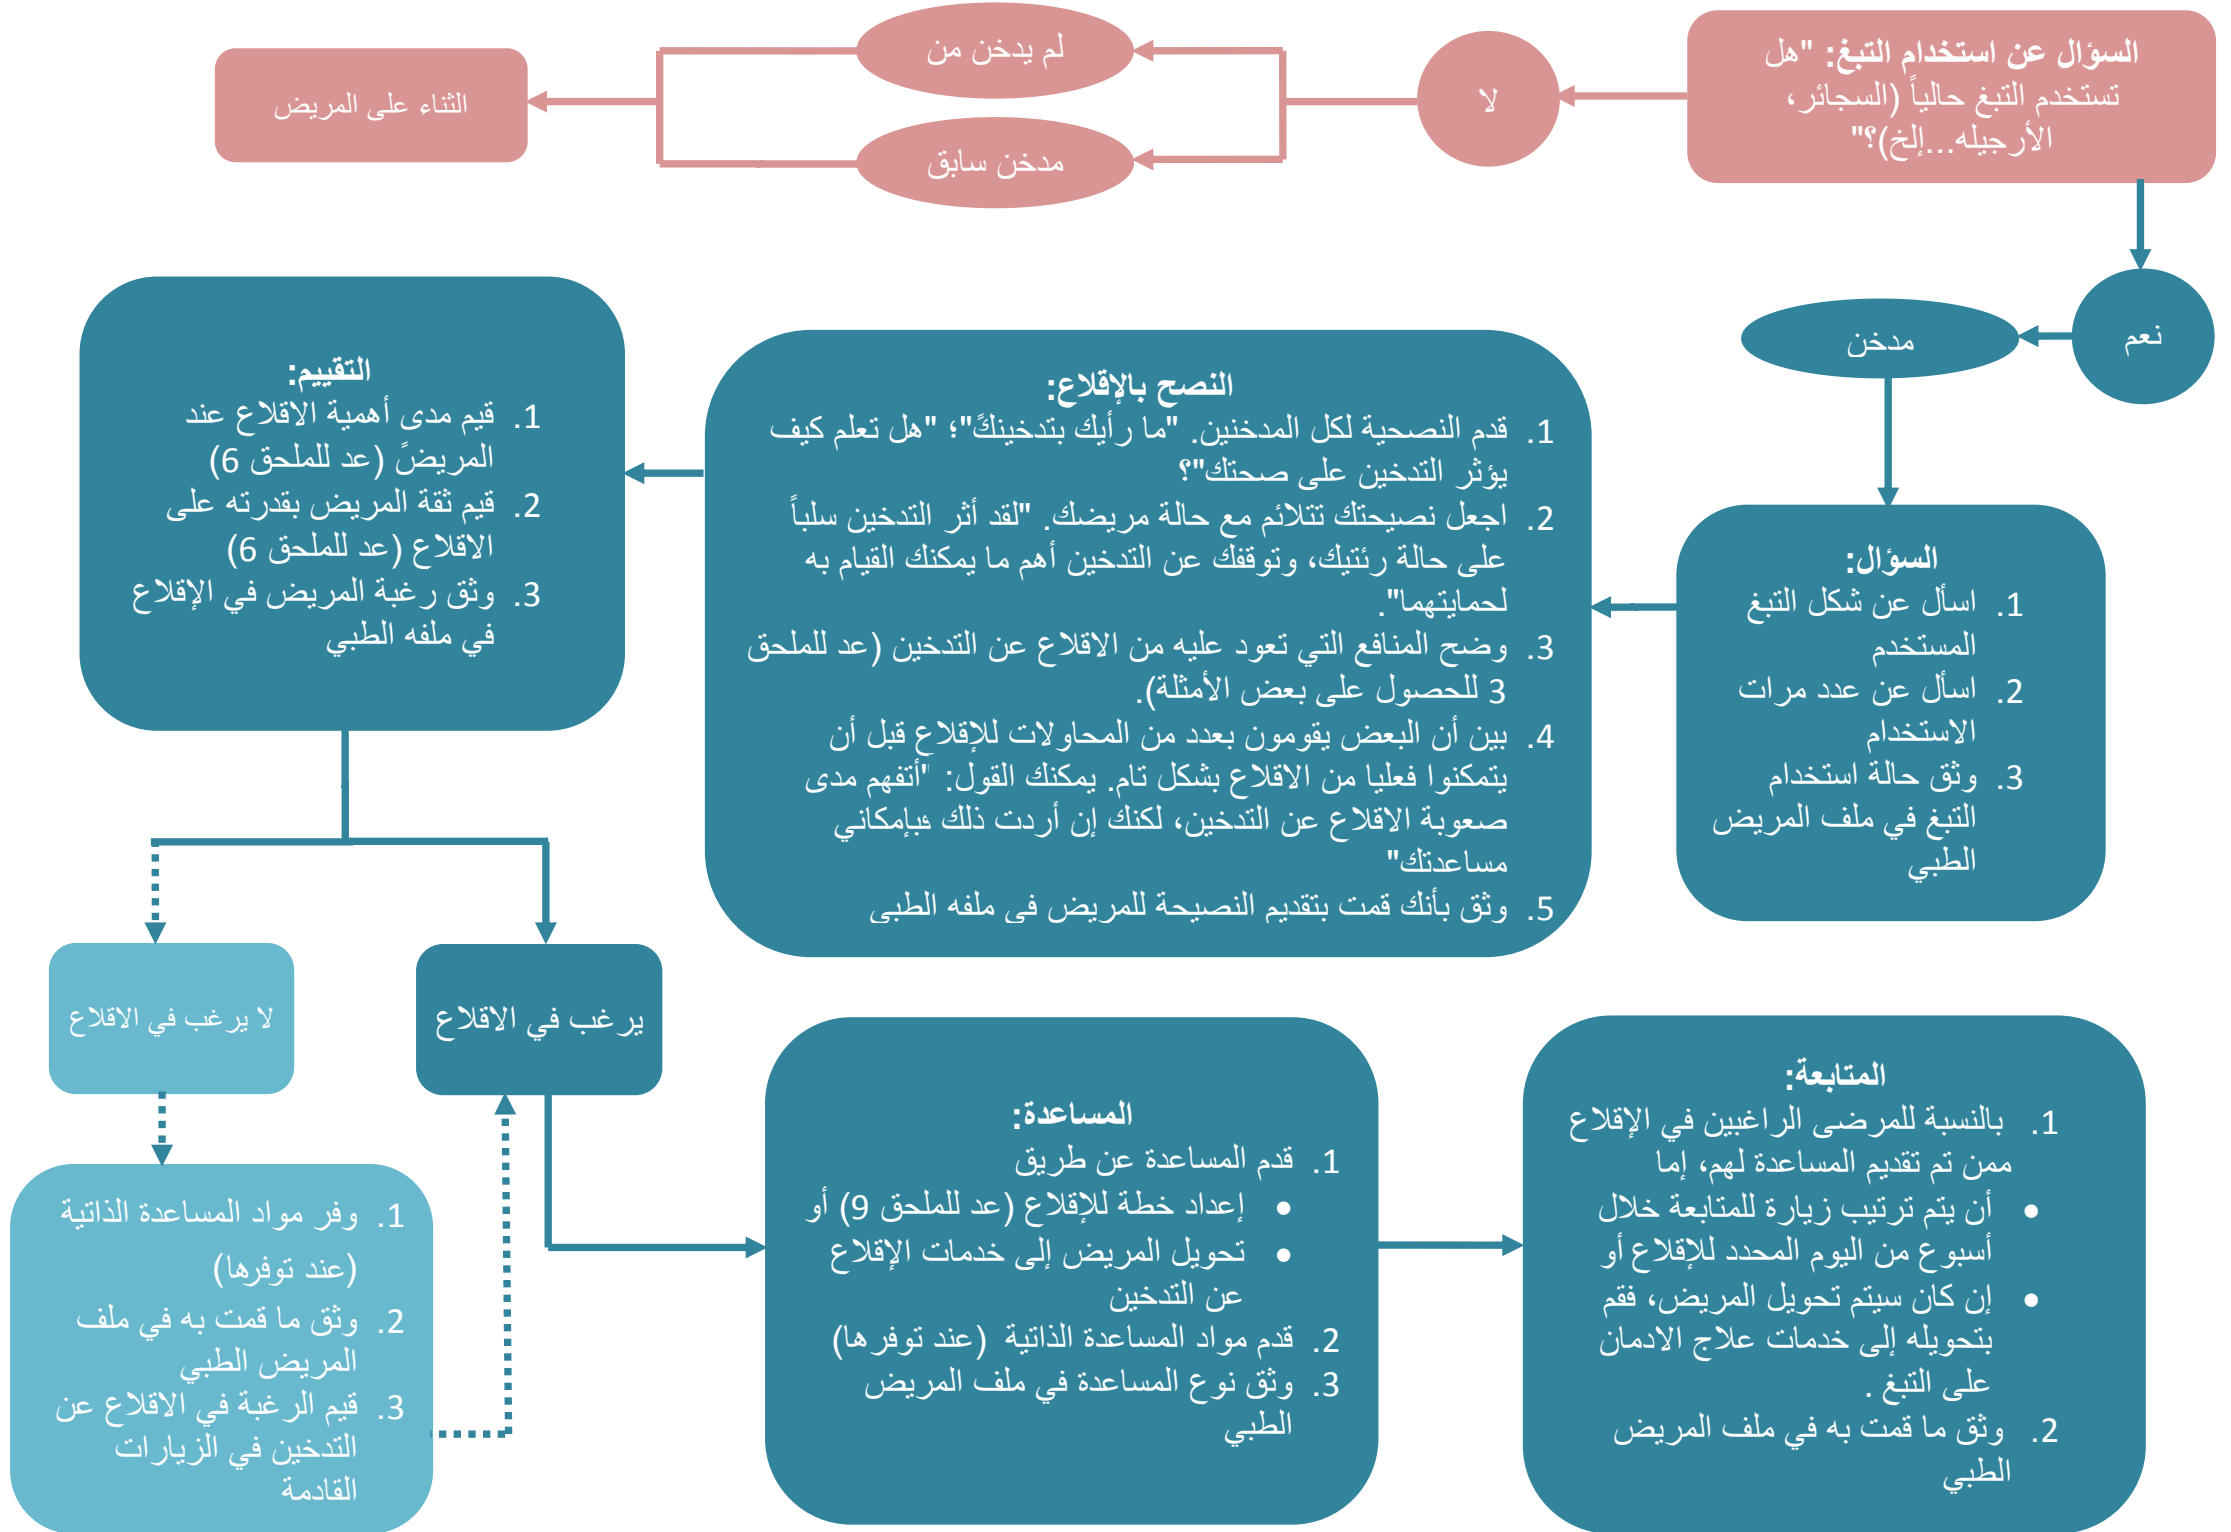 السؤال عن استخدام التبغ: "هل
تستخدم التبغ حالياً (السجائر،
الأرجيله...إلخ)؟"
لا
لم يدخن من
مدخن سابق
الثناء على المريض
نعم
مدخن
السؤال:
1. اسأل عن شكل التبغ
المستخدم
2. اسأل عن عدد مرات
الاستخدام
3. وثق حالة استخدام
التبغ في ملف المريض
الطبي
النصح بالإقلاع:
1. قدم النصحية لكل المدخنين. "ما رأيك بتدخينكً"؛ "هل تعلم كيف
يؤثر التدخين على صحتك"؟
2. اجعل نصيحتك تتلائم مع حالة مريضك. "لقد أثر التدخين سلباً
على حالة رئتيك، وتوقفك عن التدخين أهم ما يمكنك القيام به
لحمايتهما".
3. وضح المنافع التي تعود عليه من الاقلاع عن التدخين (عد للملحق
3 للحصول على بعض الأمثلة).
4. بين أن البعض يقومون بعدد من المحاولات للإقلاع قبل أن
يتمكنوا فعليا من الاقلاع بشكل تام. يمكنك القول: "أتفهم مدى
صعوبة الاقلاع عن التدخين، لكنك إن أردت ذلك فبإمكاني
مساعدتك"
5. وثق بأنك قمت بتقديم النصيحة للمريض في ملفه الطبي
التقييم:
1. قيم مدى أهمية الاقلاع عند
المريضً (عد للملحق 6)
2. قيم ثقة المريض بقدرته على
الاقلاع (عد للملحق 6)
3. وثق رغبة المريض في الإقلاع
في ملفه الطبي
يرغب في الاقلاع
لا يرغب في الاقلاع
1. وفر مواد المساعدة الذاتية
(عند توفرها)
2. وثق ما قمت به في ملف
المريض الطبي
3. قيم الرغبة في الاقلاع عن
التدخين في الزيارات
القادمة
المساعدة:
1. قدم المساعدة عن طريق
• إعداد خطة للإقلاع (عد للملحق 9) أو
• تحويل المريض إلى خدمات الإقلاع
عن التدخين
2. قدم مواد المساعدة الذاتية (عند توفرها)
3. وثق نوع المساعدة في ملف المريض
الطبي
المتابعة:
1. بالنسبة للمرضى الراغبين في الإقلاع
ممن تم تقديم المساعدة لهم، إما
• أن يتم ترتيب زيارة للمتابعة خلال
أسبوع من اليوم المحدد للإقلاع أو
• إن كان سيتم تحويل المريض، فقم
بتحويله إلى خدمات علاج الادمان
على التبغ .
2. وثق ما قمت به في ملف المريض
الطبي